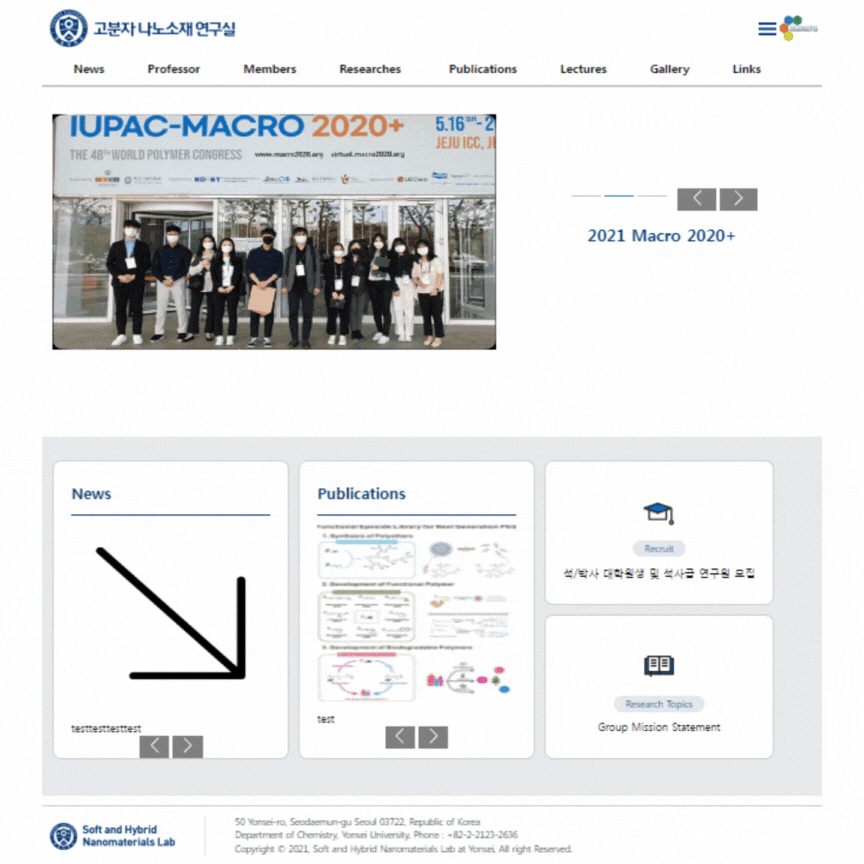 고분자 나노소재 연구실
News Professor Members Researches Publications Lectures Gallery Links
IUPAC-MACRO 2020+
5.16
THE 48TH WORLD POLYMER CONGRESS www.macro2020.org virtual.macro2020.org
JEJU ICC, J
2021 Macro 2020+
News
testtesttesttest
Publications
Functional Epoxide Library for Next Generation PEG
1. Synthesis of Polyethers
2. Development of Functional Polymer
3. Development of Biodegradable Polymers
test
Recruit
석/박사 대학원생 및 석사급 연구원 모집
Research Topics
Group Mission Statement
Soft and Hybrid
Nanomaterials Lab
50 Yonsei-ro, Seodaemun-gu Seoul 03722, Republic of Korea
Department of Chemistry, Yonsei University, Phone : +82-2-2123-2636
Copyright © 2021, Soft and Hybrid Nanomaterials Lab at Yonsei, All right Reserved.